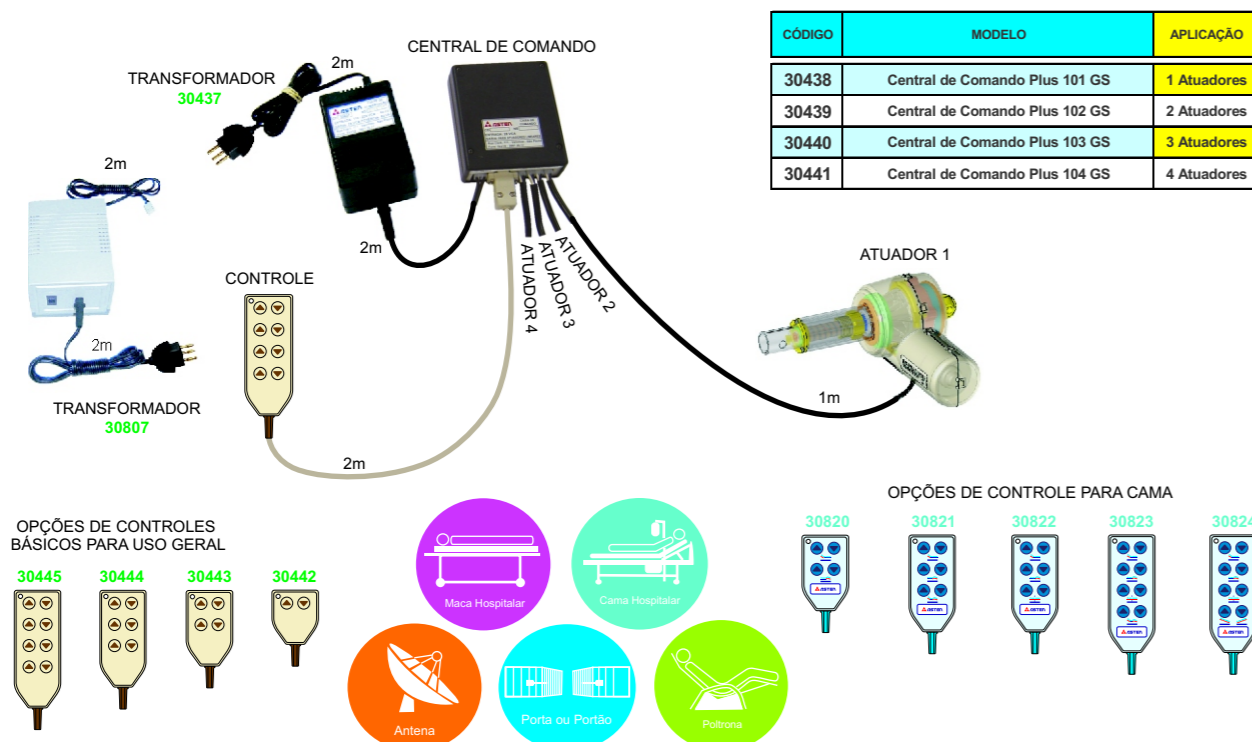 CENTRAL DE COMANDO
TRANSFORMADOR
30437
2m
2m
2m
TRANSFORMADOR
30807
2m
2m
CONTROLE
2m
ATUADOR 4
ATUADOR 3
ATUADOR 2
ATUADOR 1
1m
CÓDIGO MODELO APLICAÇÃO
30438 Central de Comando Plus 101 GS 1 Atuadores
30439 Central de Comando Plus 102 GS 2 Atuadores
30440 Central de Comando Plus 103 GS 3 Atuadores
30441 Central de Comando Plus 104 GS 4 Atuadores
OPÇÕES DE CONTROLES
BÁSICOS PARA USO GERAL
30445 30444 30443 30442
Maca Hospitalar
Cama Hospitalar
Antena
Porta ou Portão
Poltrona
OPÇÕES DE CONTROLE PARA CAMA
30820 30821 30822 30823 30824